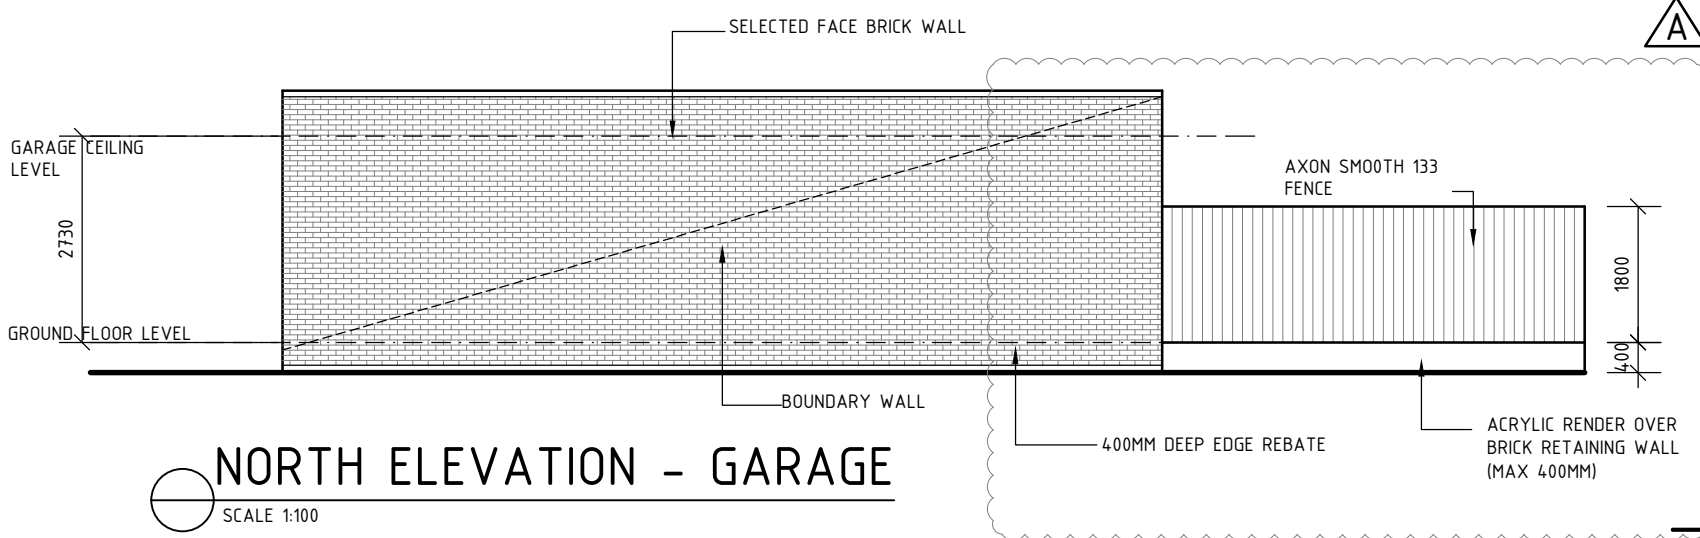 SELECTED FACE BRICK WALL
A
GARAGE CEILING
LEVEL
AXON SMOOTH 133
FENCE
2730
1800
GROUND FLOOR LEVEL
400
BOUNDARY WALL
400MM DEEP EDGE REBATE
ACRYLIC RENDER OVER
BRICK RETAINING WALL
(MAX 400MM)
NORTH ELEVATION - GARAGE
SCALE 1:100